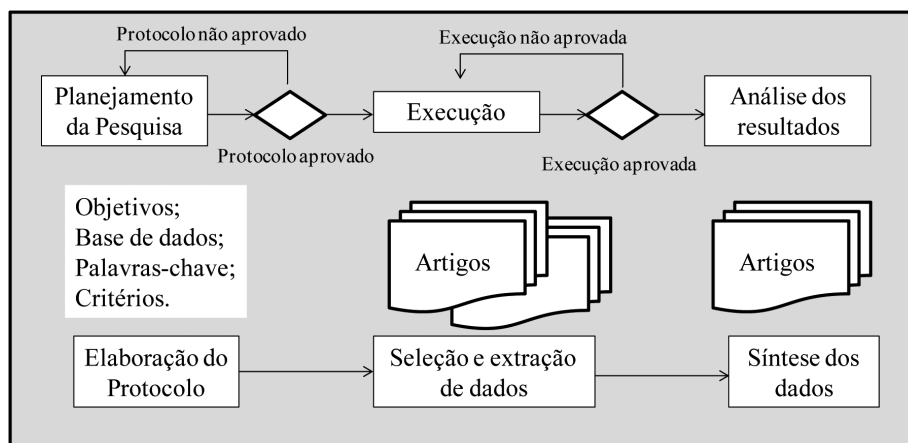 Protocolo não aprovado
Execução não aprovada
Planejamento
da Pesquisa
Execução
Análise dos
resultados
Protocolo aprovado
Execução aprovada
Objetivos;
Base de dados;
Palavras-chave;
Critérios.
Artigos
Artigos
Elaboração do
Protocolo
Seleção e extração
de dados
Síntese dos
dados